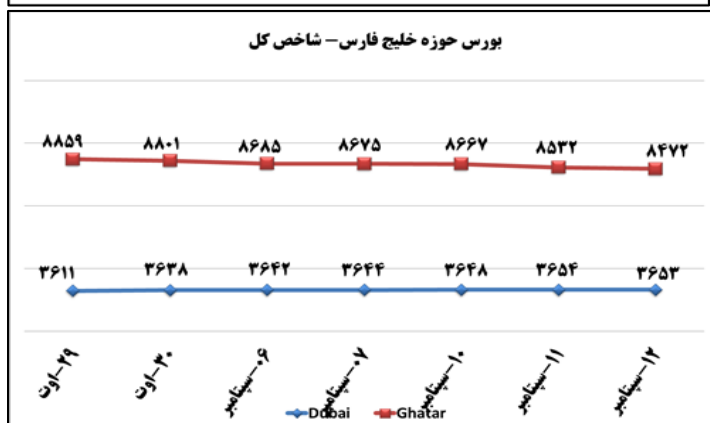 بورس حوزه خلیج فارس– شاخص کل
۸۸۵۹ ۸۸۰۱ ۸۶۸۵ ۸۶۷۵ ۸۶۶۷ ۸۵۳۲ ۸۴۷۲
۳۶۱۱ ۳۶۳۸ ۳۶۴۲ ۳۶۴۴ ۳۶۴۸ ۳۶۵۴ ۳۶۵۳
۲۹-اوت ۳۰-اوت ۰۶-سپتامبر ۰۷-سپتامبر ۱۰-سپتامبر ۱۱-سپتامبر ۱۲-سپتامبر
Dubai Ghatar